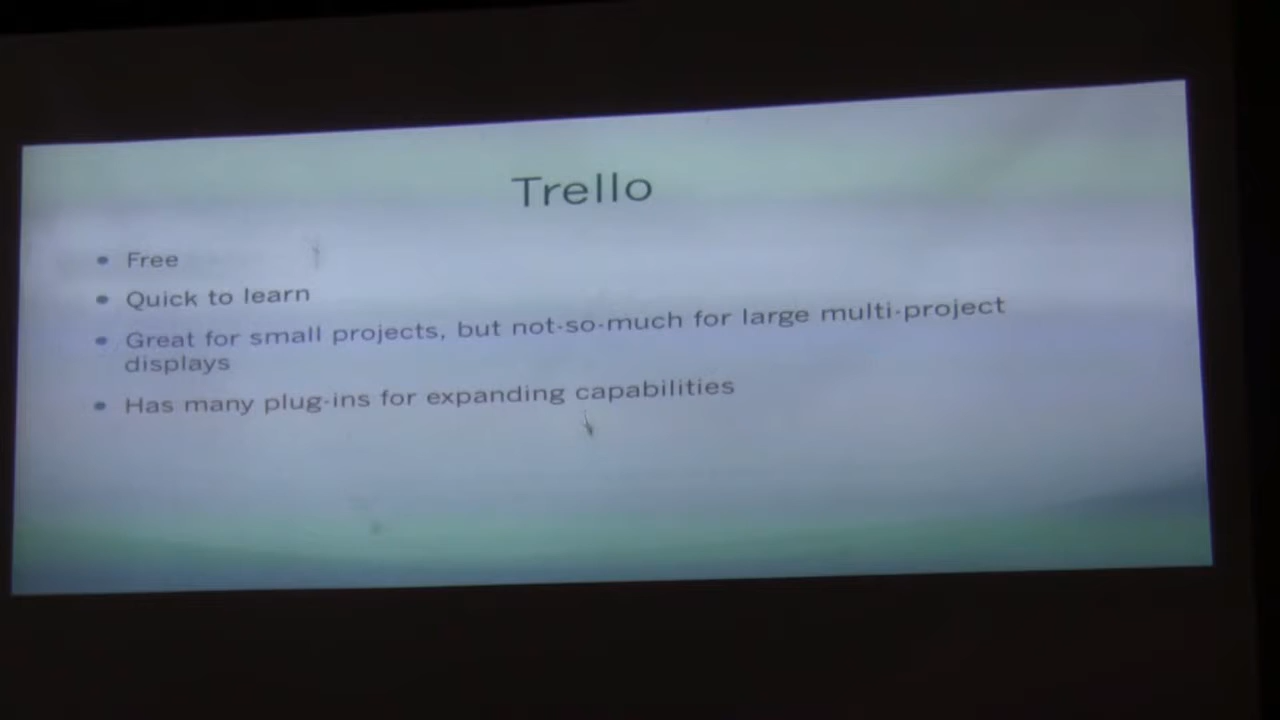 Trello
• Free
• Quick to learn
• Great for small projects, but not-so-much for large multi-project
displays
• Has many plug-ins for expanding capabilities